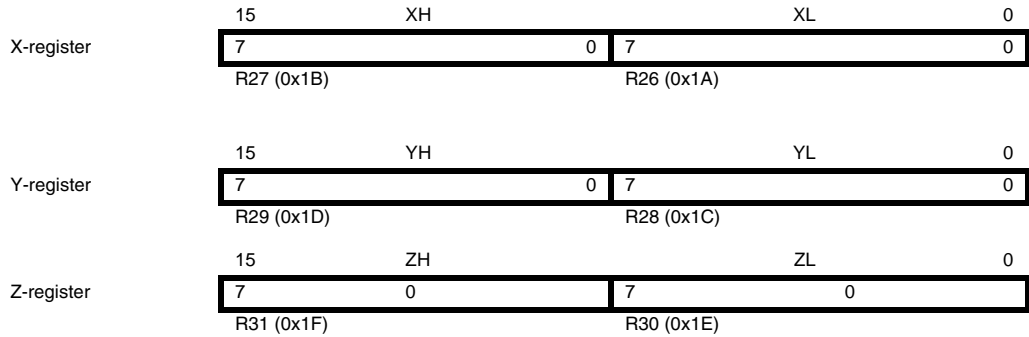 15 XH XL 0
X-register 7 0 7 0
R27 (0x1B) R26 (0x1A)
15 YH YL 0
Y-register 7 0 7 0
R29 (0x1D) R28 (0x1C)
15 ZH ZL 0
Z-register 7 0 7 0
R31 (0x1F) R30 (0x1E)